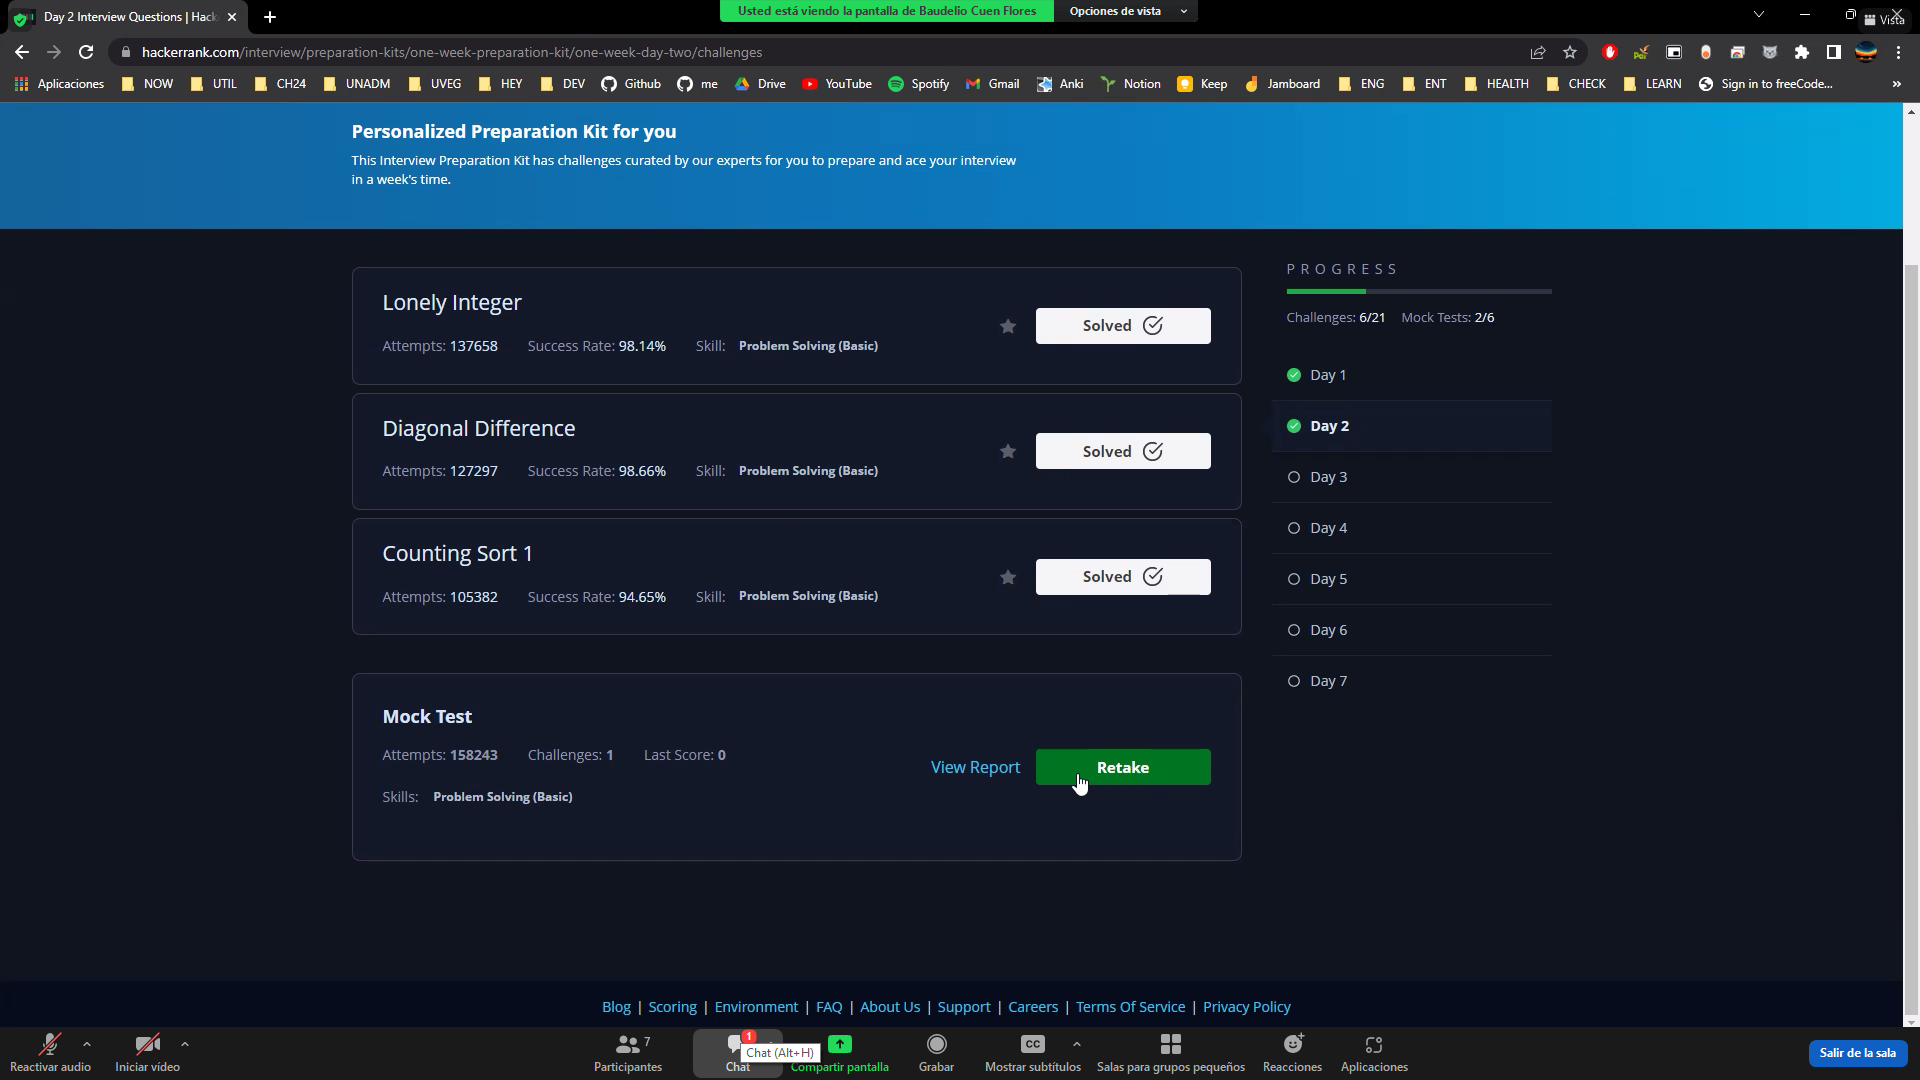 Day 2 Interview Questions | Hack
Usted está viendo la pantalla de Baudelio Cuen Flores
Opciones de vista
Vista
hackerrank.com/interview/preparation-kits/one-week-preparation-kit/one-week-day-two/challenges
Aplicaciones NOW UTIL CH24 UNADM UVEG HEY DEV Github me Drive YouTube Spotify Gmail Anki Notion Keep Jamboard ENG ENT HEALTH CHECK LEARN Sign in to freeCode... »
Personalized Preparation Kit for you
This Interview Preparation Kit has challenges curated by our experts for you to prepare and ace your interview
in a week's time.
Lonely Integer
Attempts: 137658 Success Rate: 98.14% Skill: Problem Solving (Basic)
Solved
Diagonal Difference
Attempts: 127297 Success Rate: 98.66% Skill: Problem Solving (Basic)
Solved
Counting Sort 1
Attempts: 105382 Success Rate: 94.65% Skill: Problem Solving (Basic)
Solved
Mock Test
Attempts: 158243 Challenges: 1 Last Score: 0
Skills: Problem Solving (Basic)
View Report
Retake
PROGRESS
Challenges: 6/21 Mock Tests: 2/6
Day 1
Day 2
Day 3
Day 4
Day 5
Day 6
Day 7
Blog | Scoring | Environment | FAQ | About Us | Support | Careers | Terms Of Service | Privacy Policy
Reactivar audio
Iniciar vídeo
7
Participantes
1
Chat
Chat (Alt+H)
Compartir pantalla
Grabar
CC
Mostrar subtítulos
Salas para grupos pequeños
Reacciones
Aplicaciones
Salir de la sala